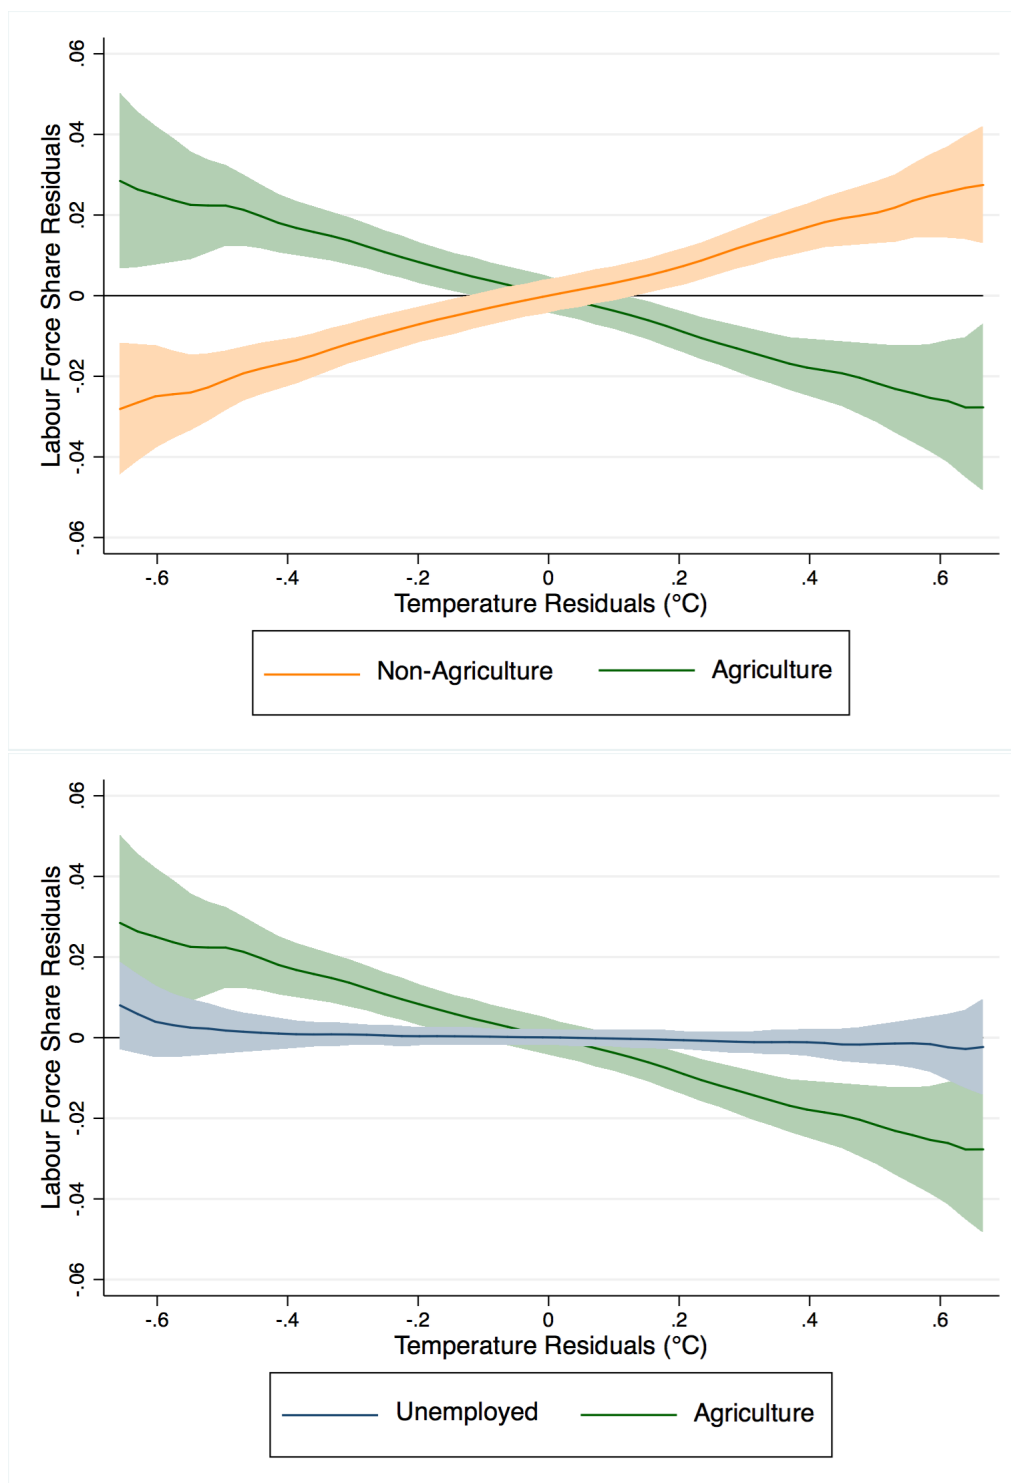 Labour Force Share Residuals
.06
.04
.02
0
-.02
-.04
-.06
-.6 -.4 -.2 0 .2 .4 .6
Temperature Residuals (°C)
Non-Agriculture Agriculture
Labour Force Share Residuals
.06
.04
.02
0
-.02
-.04
-.06
-.6 -.4 -.2 0 .2 .4 .6
Temperature Residuals (°C)
Unemployed Agriculture